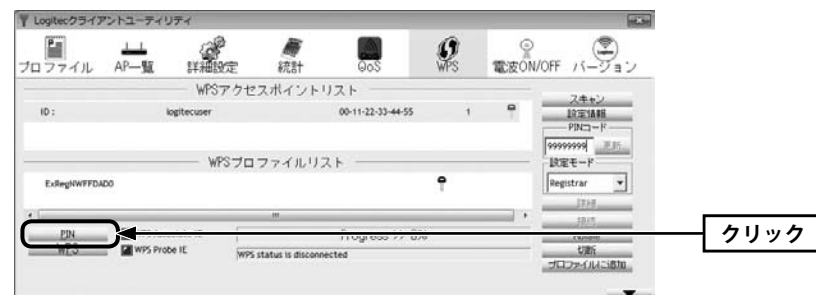 Logitecクライアントユーティリティ
プロファイル AP一覧 詳細設定 統計 QoS WPS 電波ON/OFF バージョン
WPSアクセスポイントリスト
ID : logitecuser 00-11-22-33-44-55 1
スキャン
設定情報
PINコード
99999999 更新
WPSプロファイルリスト
ExRegNWFFDAD0
設定モード
Registrar
詳細
接続
PIN
Progress >> 0%
WPS
WPS Probe IE
WPS status is disconnected
Rotate
切断
プロファイルに追加
クリック